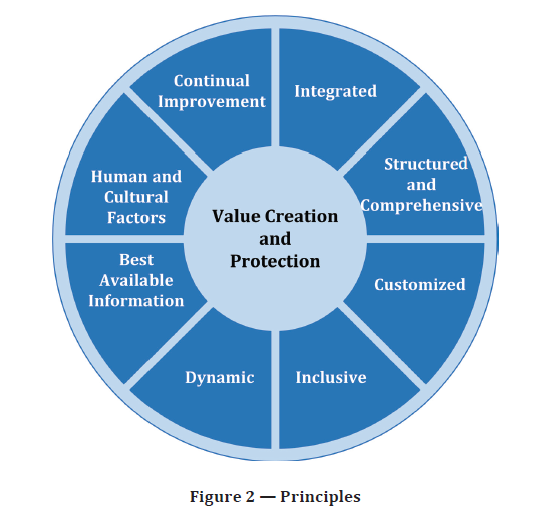 Continual
Improvement
Integrated
Structured
and
Comprehensive
Customized
Inclusive
Dynamic
Best
Available
Information
Human and
Cultural
Factors
Value Creation
and
Protection
Figure 2 — Principles